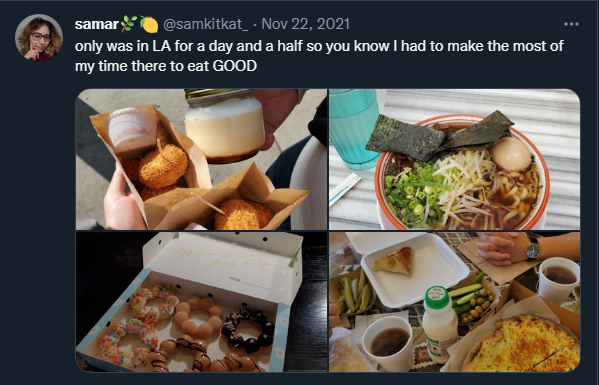 samar🌿🍋 @samkitkat_ · Nov 22, 2021
only was in LA for a day and a half so you know I had to make the most of
my time there to eat GOOD